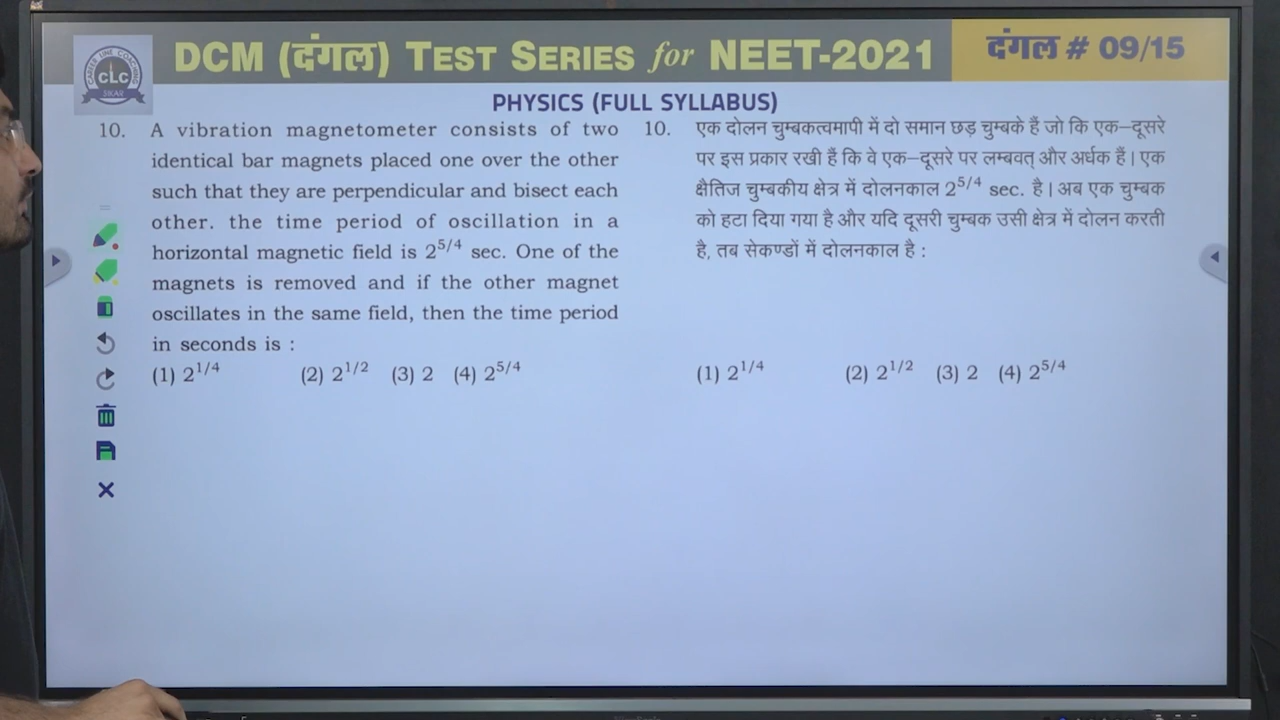 CAREER LINE COACHING
CLC
SIKAR
DCM (दंगल) TEST SERIES for NEET-2021
दंगल # 09/15
PHYSICS (FULL SYLLABUS)
10. A vibration magnetometer consists of two
identical bar magnets placed one over the other
such that they are perpendicular and bisect each
other. the time period of oscillation in a
horizontal magnetic field is 2^{5/4} sec. One of the
magnets is removed and if the other magnet
oscillates in the same field, then the time period
in seconds is :
(1) 2^{1/4} (2) 2^{1/2} (3) 2 (4) 2^{5/4}
10. एक दोलन चुम्बकत्वमापी में दो समान छड़ चुम्बके हैं जो कि एक–दूसरे
पर इस प्रकार रखी हैं कि वे एक–दूसरे पर लम्बवत् और अर्धक हैं। एक
क्षैतिज चुम्बकीय क्षेत्र में दोलनकाल 2^{5/4} sec. है। अब एक चुम्बक
को हटा दिया गया है और यदि दूसरी चुम्बक उसी क्षेत्र में दोलन करती
है, तब सेकण्डों में दोलनकाल है :
(1) 2^{1/4} (2) 2^{1/2} (3) 2 (4) 2^{5/4}